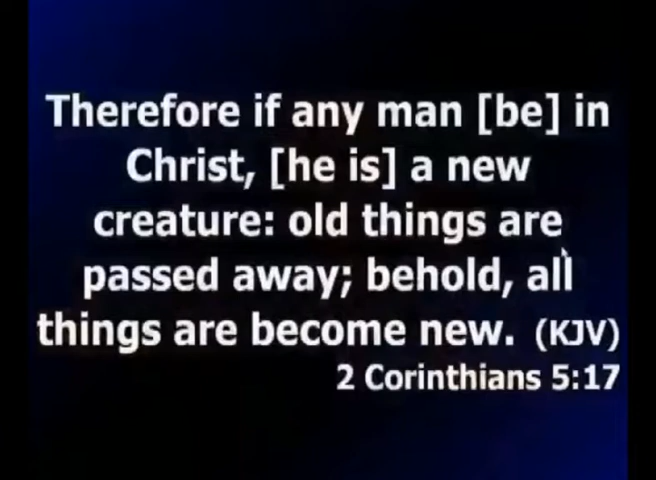 Therefore if any man [be] in
Christ, [he is] a new
creature: old things are
passed away; behold, all
things are become new. (KJV)
2 Corinthians 5:17